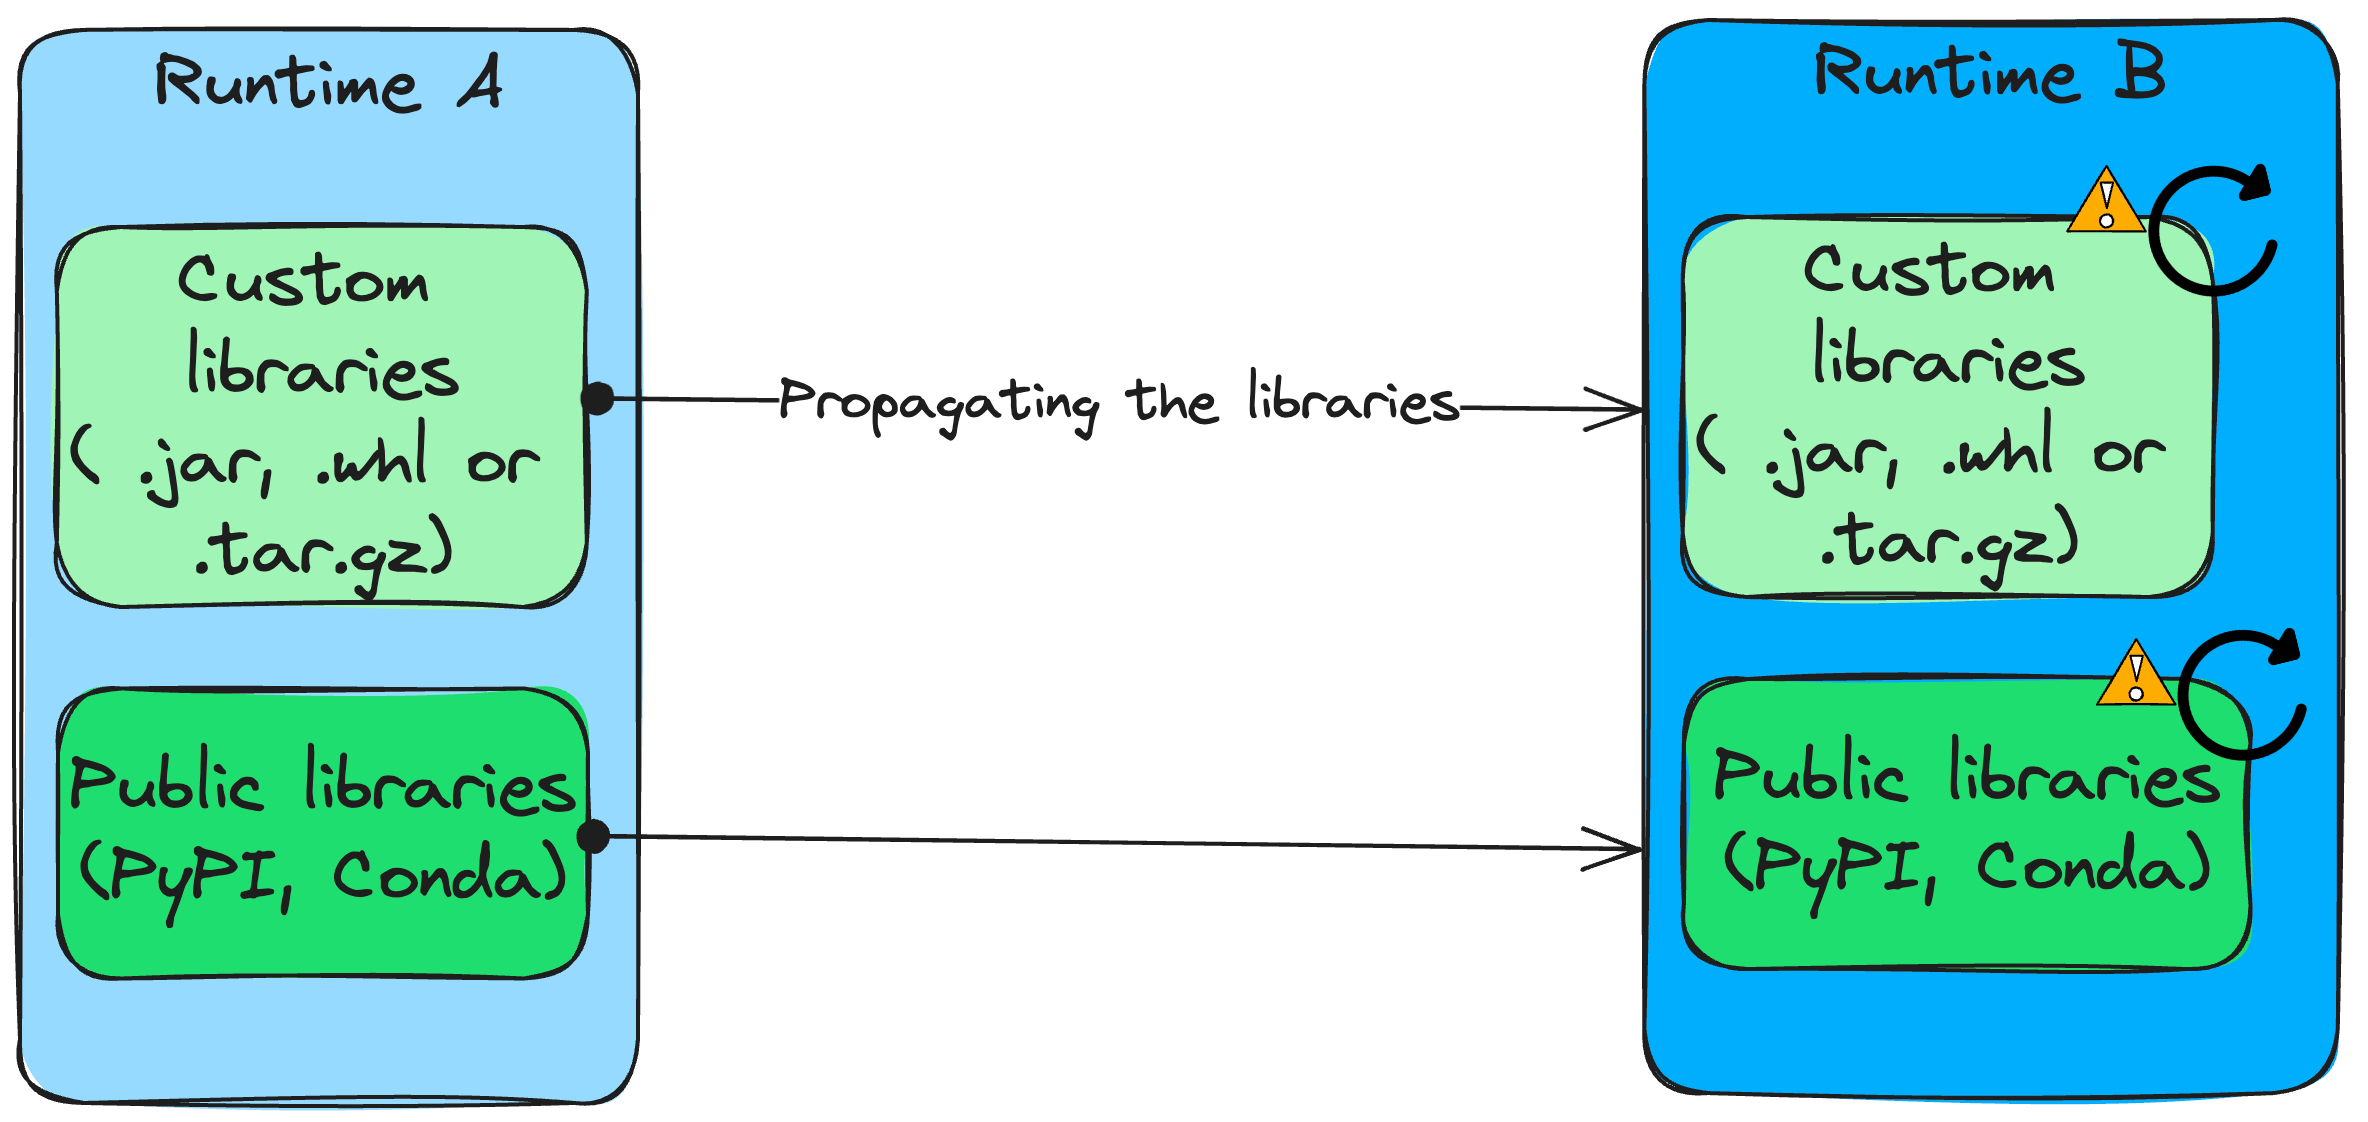 Runtime A
Custom
libraries
( .jar, .whl or
.tar.gz)
Public libraries
(PyPI, Conda)
Propagating the libraries
Runtime B
Custom
libraries
( .jar, .whl or
.tar.gz)
Public libraries
(PyPI, Conda)